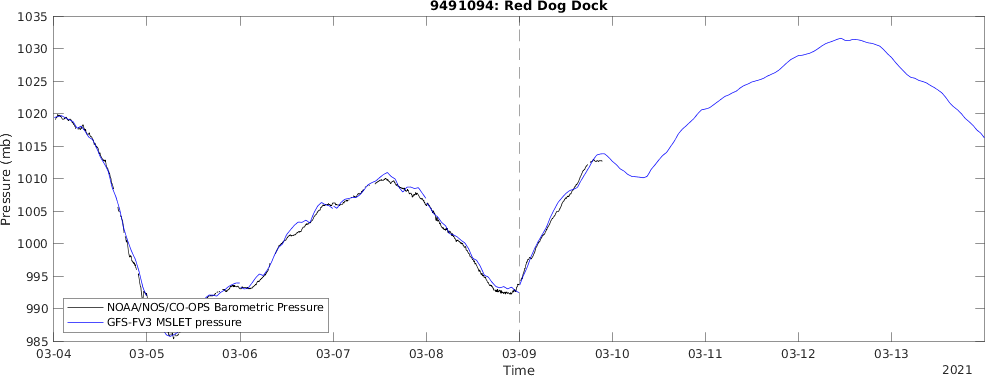 9491094: Red Dog Dock
Pressure (mb)
1035
1030
1025
1020
1015
1010
1005
1000
995
990
985
NOAA/NOS/CO-OPS Barometric Pressure
GFS-FV3 MSLET pressure
03-04 03-05 03-06 03-07 03-08 03-09 03-10 03-11 03-12 03-13
Time
2021